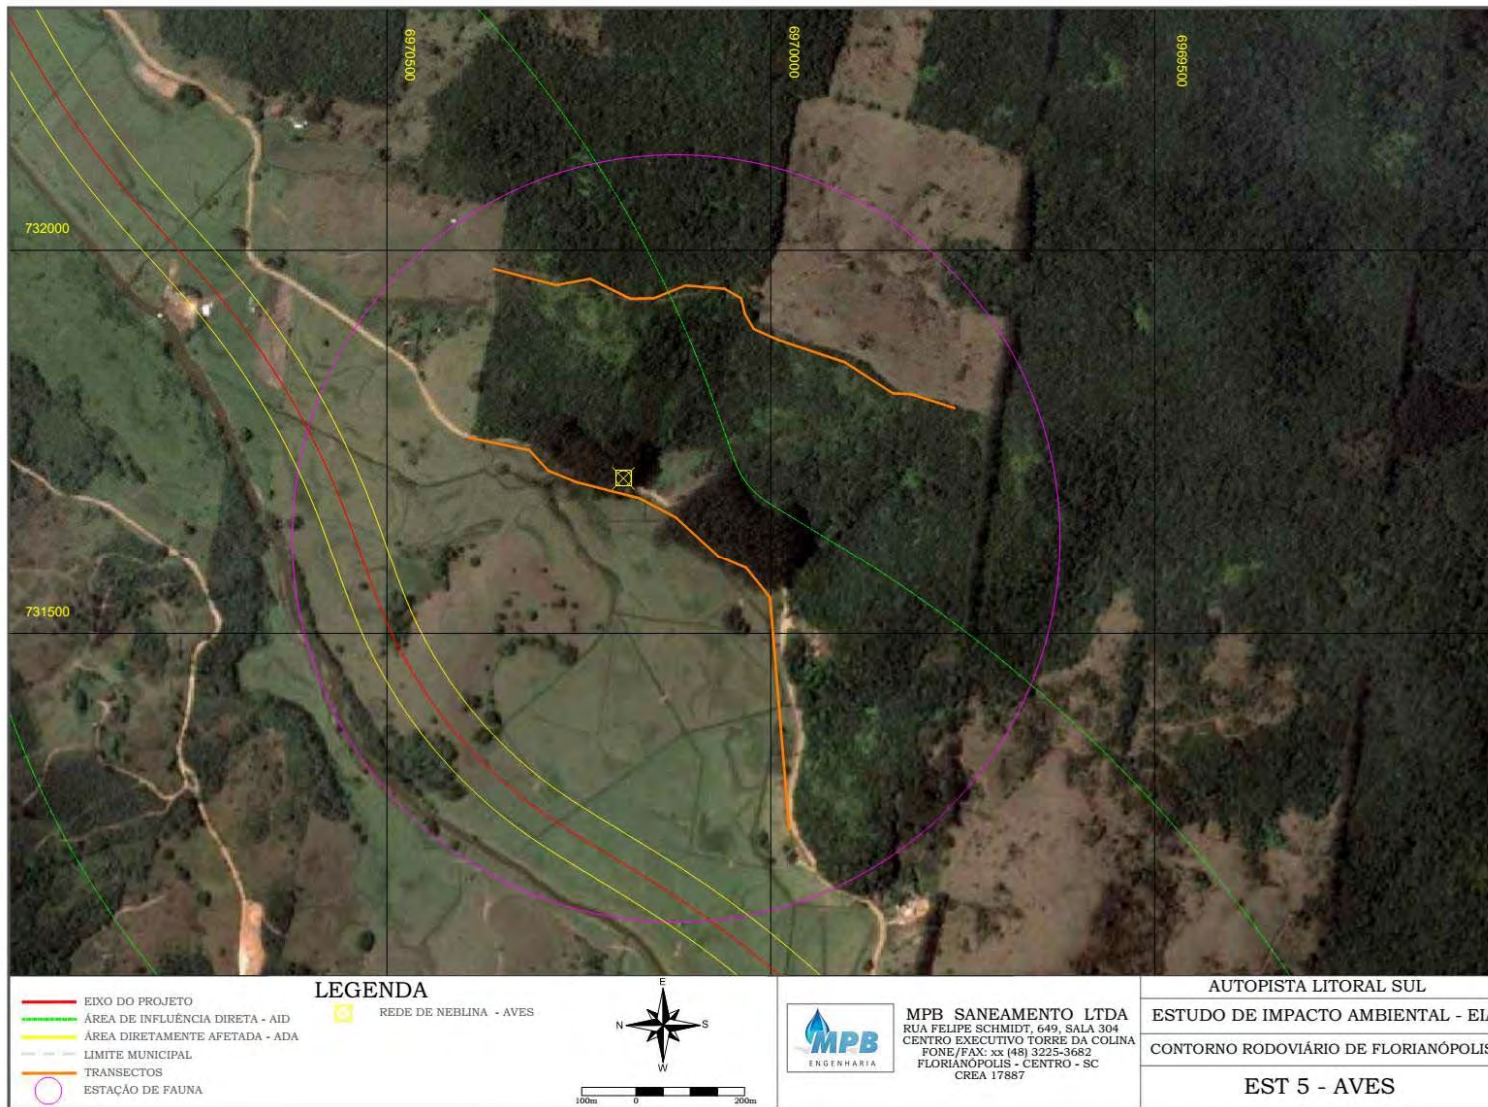 6970500
6970000
6969500
732000
731500
LEGENDA
EIXO DO PROJETO
ÁREA DE INFLUÊNCIA DIRETA - AID
ÁREA DIRETAMENTE AFETADA - ADA
LIMITE MUNICIPAL
TRANSECTOS
ESTAÇÃO DE FAUNA
REDE DE NEBLINA - AVES
E
N
S
W
100m 0 200m
MPB
ENGENHARIA
MPB SANEAMENTO LTDA
RUA FELIPE SCHMIDT, 649, SALA 304
CENTRO EXECUTIVO TORRE DA COLINA
FONE/FAX: xx (48) 3225-3682
FLORIANÓPOLIS - CENTRO - SC
CREA 17887
AUTOPISTA LITORAL SUL
ESTUDO DE IMPACTO AMBIENTAL - EIA
CONTORNO RODOVIÁRIO DE FLORIANÓPOLIS
EST 5 - AVES